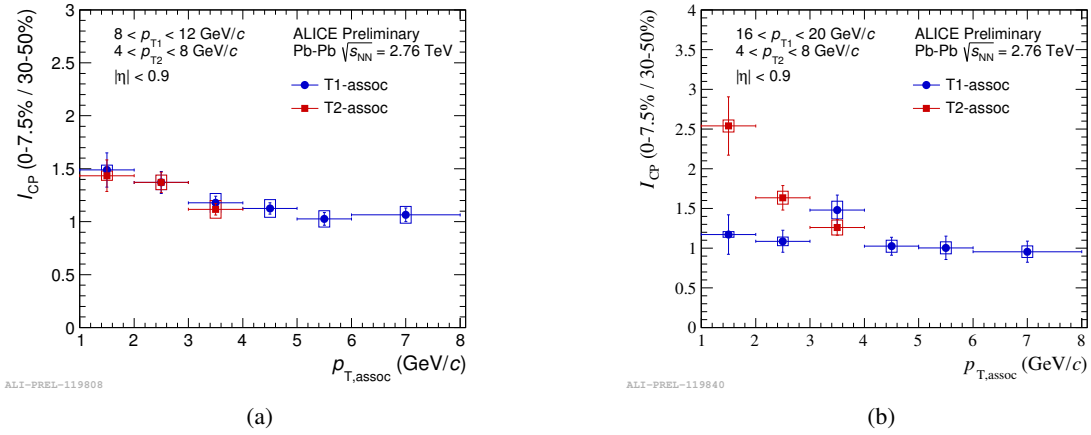 8 < p_T1 < 12 GeV/c
4 < p_T2 < 8 GeV/c
|η| < 0.9
ALICE Preliminary
Pb-Pb √s_NN = 2.76 TeV
T1-assoc
T2-assoc
I_CP (0-7.5% / 30-50%)
3
2.5
2
1.5
1
0.5
0
1 2 3 4 5 6 7 8
p_T,assoc (GeV/c)
ALI-PREL-119808
(a)
16 < p_T1 < 20 GeV/c
4 < p_T2 < 8 GeV/c
|η| < 0.9
ALICE Preliminary
Pb-Pb √s_NN = 2.76 TeV
T1-assoc
T2-assoc
I_CP (0-7.5% / 30-50%)
4
3.5
3
2.5
2
1.5
1
0.5
0
1 2 3 4 5 6 7 8
p_T,assoc (GeV/c)
ALI-PREL-119840
(b)